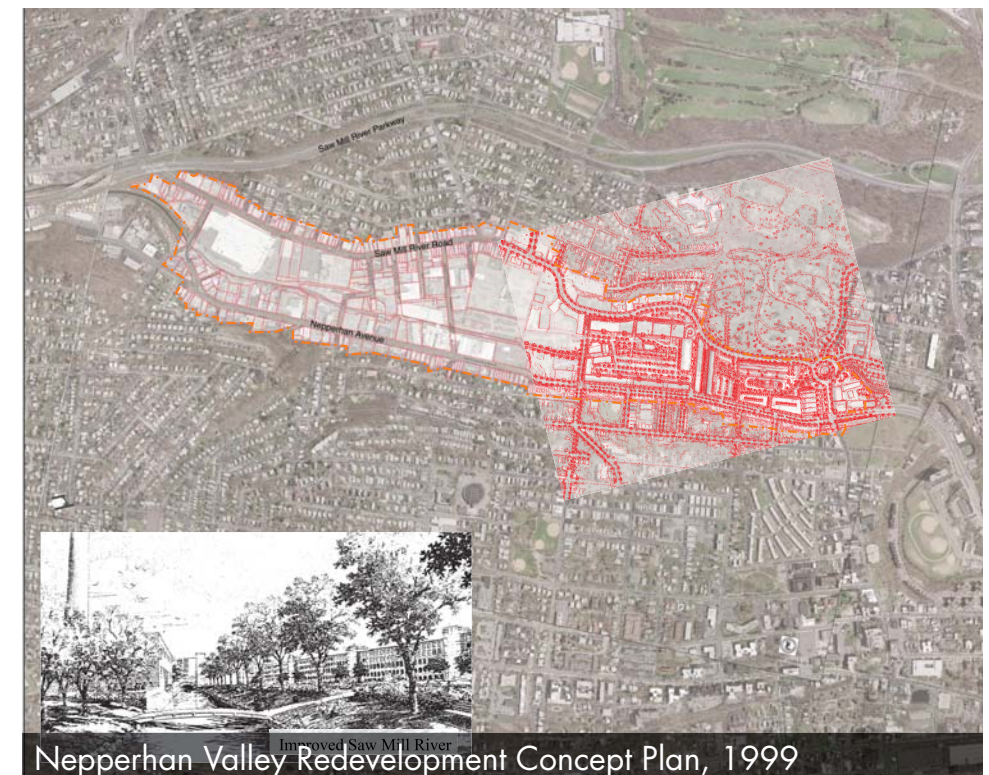 Saw Mill River Parkway
Saw Mill River Road
Nepperhan Avenue
Improved Saw Mill River
Nepperhan Valley Redevelopment Concept Plan, 1999